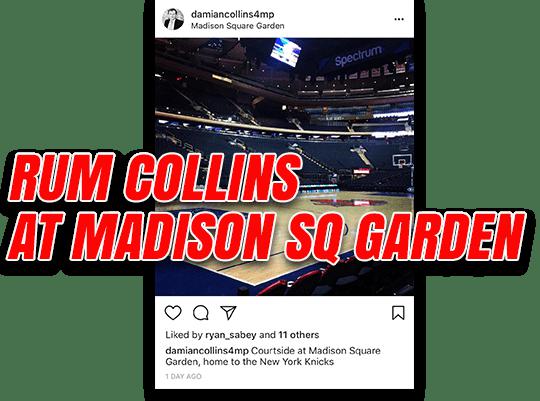 damiancollins4mp
Madison Square Garden
Spectrum
RUM COLLINS
AT MADISON SQ GARDEN
Liked by ryan_sabey and 11 others
damiancollins4mp Courtside at Madison Square
Garden, home to the New York Knicks
1 DAY AGO